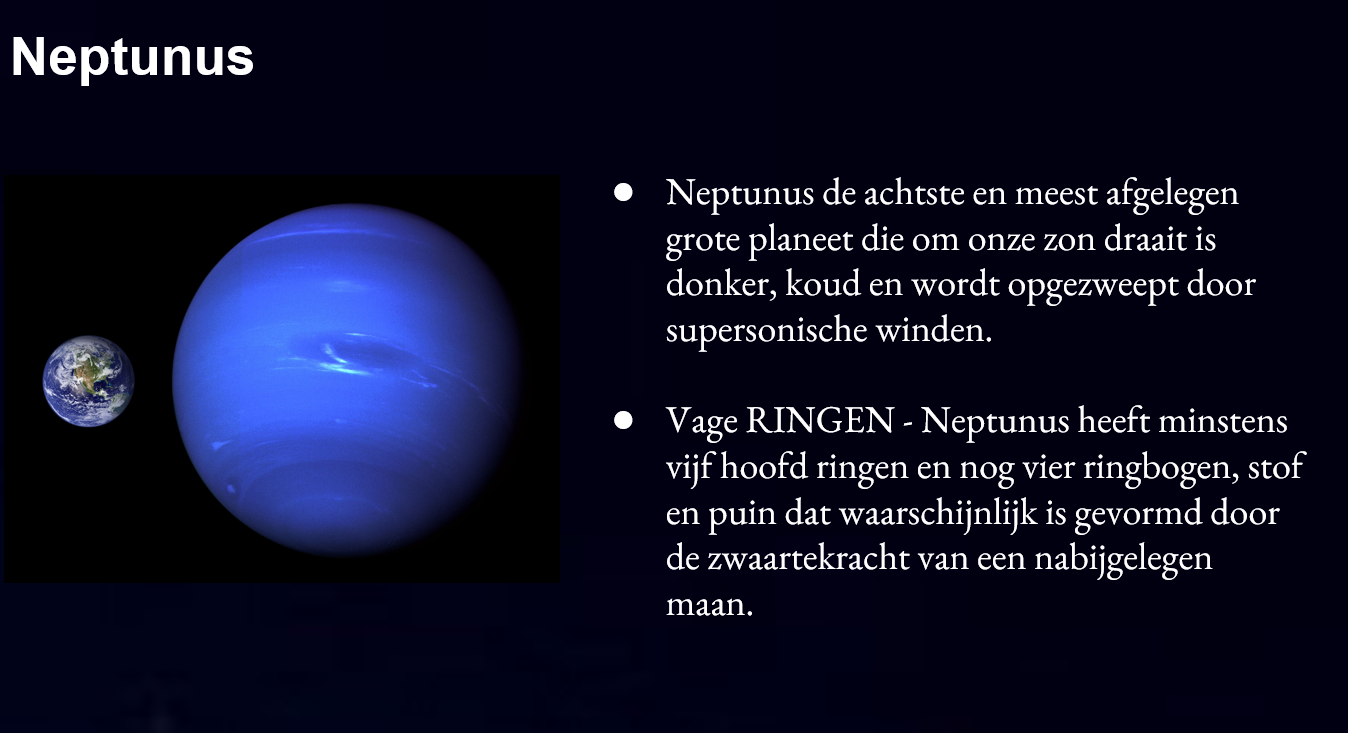 Neptunus
● Neptunus de achtste en meest afgelegen
grote planeet die om onze zon draait is
donker, koud en wordt opgezweept door
supersonische winden.
● Vage RINGEN - Neptunus heeft minstens
vijf hoofd ringen en nog vier ringbogen, stof
en puin dat waarschijnlijk is gevormd door
de zwaartekracht van een nabijgelegen
maan.